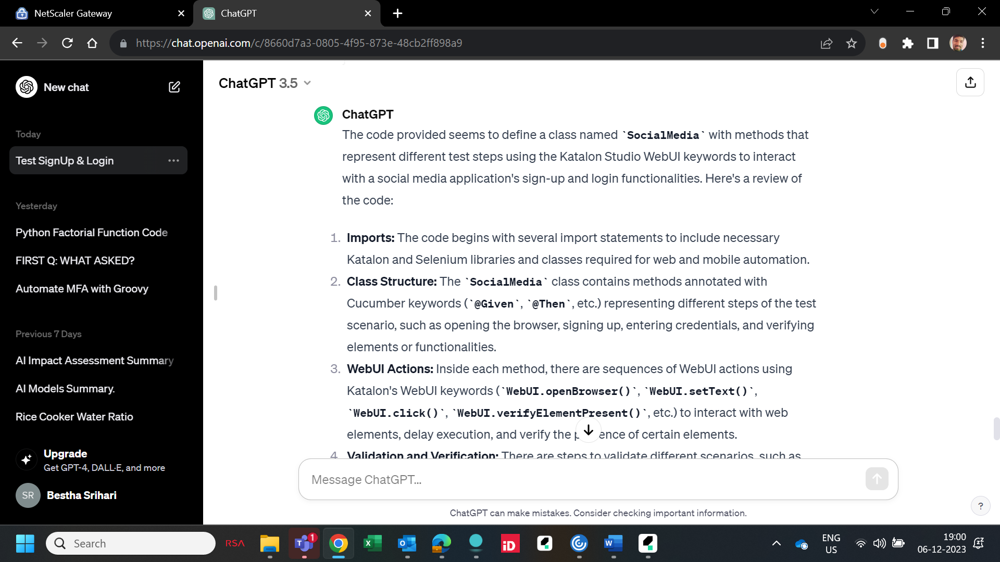 NetScaler Gateway
ChatGPT
https://chat.openai.com/c/8660d7a3-0805-4f95-873e-48cb2ff898a9
New chat
Today
Test SignUp & Login
Yesterday
Python Factorial Function Code
FIRST Q: WHAT ASKED?
Automate MFA with Groovy
Previous 7 Days
AI Impact Assessment Summary
AI Models Summary.
Rice Cooker Water Ratio
Upgrade
Get GPT-4, DALL·E, and more
SR
Bestha Srihari
ChatGPT 3.5
ChatGPT
The code provided seems to define a class named `SocialMedia` with methods that
represent different test steps using the Katalon Studio WebUI keywords to interact
with a social media application's sign-up and login functionalities. Here's a review of
the code:
1. Imports: The code begins with several import statements to include necessary
Katalon and Selenium libraries and classes required for web and mobile automation.
2. Class Structure: The `SocialMedia` class contains methods annotated with
Cucumber keywords (`@Given`, `@Then`, etc.) representing different steps of the test
scenario, such as opening the browser, signing up, entering credentials, and verifying
elements or functionalities.
3. WebUI Actions: Inside each method, there are sequences of WebUI actions using
Katalon's WebUI keywords (`WebUI.openBrowser()`, `WebUI.setText()`,
`WebUI.click()`, `WebUI.verifyElementPresent()`, etc.) to interact with web
elements, delay execution, and verify the p ence of certain elements.
4. Validation and Verification: There are steps to validate different scenarios, such as
Message ChatGPT...
ChatGPT can make mistakes. Consider checking important information.
?
Search
RSA
T
1
X
O
iD
W
ENG
US
19:00
06-12-2023